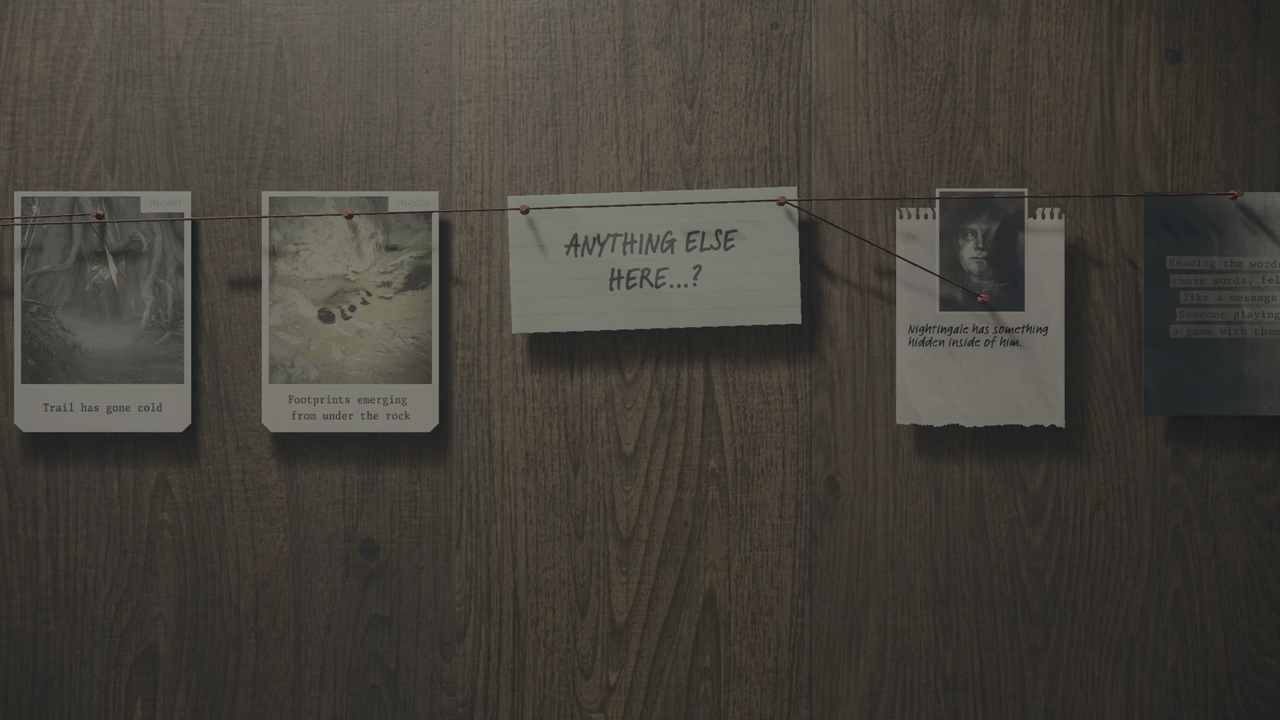 Trail has gone cold
Footprints emerging
from under the rock
ANYTHING ELSE
HERE...?
Nightingale has something
hidden inside of him.
Reading the word
these words, fel
like a message
Someone playing
a game with them